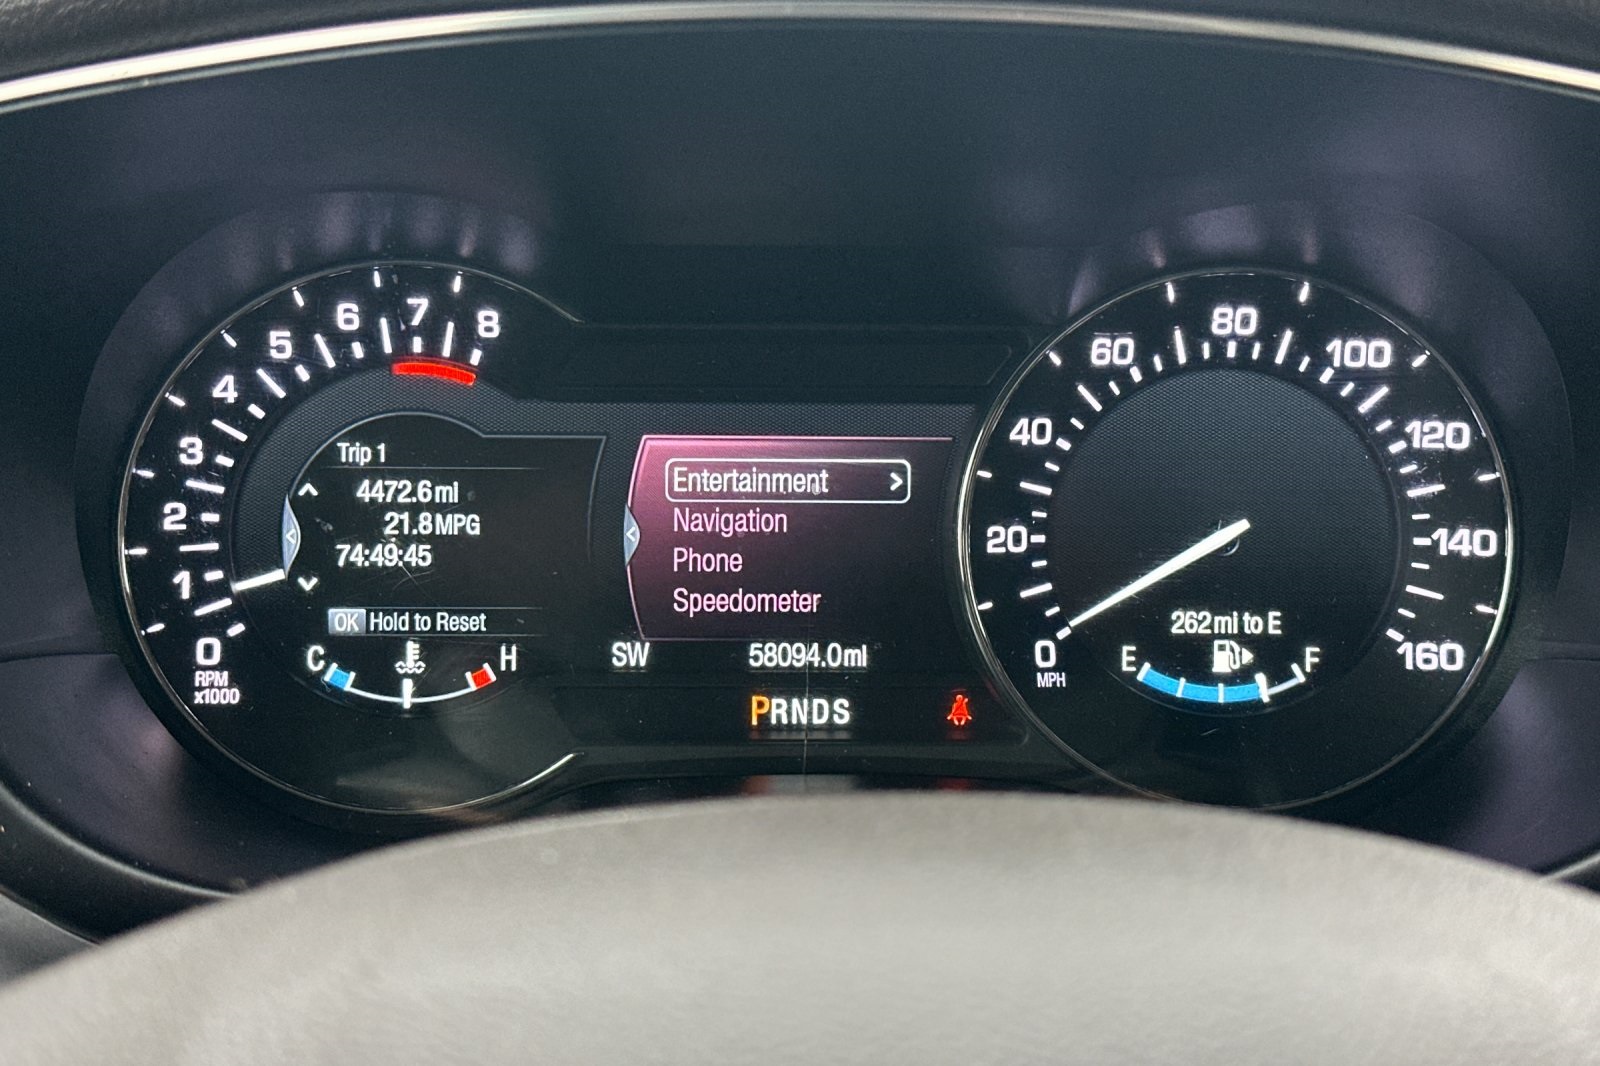 0
1
2
3
4
5
6
7
8
RPM
x1000
Trip 1
4472.6 mi
21.8 MPG
74:49:45
OK Hold to Reset
C H
Entertainment >
Navigation
Phone
Speedometer
SW 58094.0mi
PRNDS
0
20
40
60
80
100
120
140
160
MPH
262 mi to E
E F